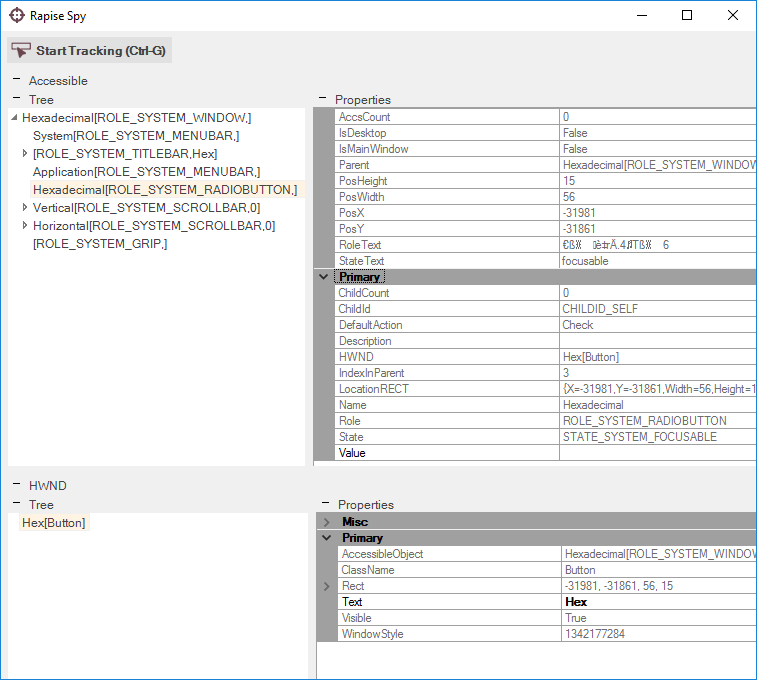 Rapise Spy
Start Tracking (Ctrl-G)
Accessible
Tree
Hexadecimal[ROLE_SYSTEM_WINDOW,]
System[ROLE_SYSTEM_MENUBAR,]
[ROLE_SYSTEM_TITLEBAR,Hex]
Application[ROLE_SYSTEM_MENUBAR,]
Hexadecimal[ROLE_SYSTEM_RADIOBUTTON,]
Vertical[ROLE_SYSTEM_SCROLLBAR,0]
Horizontal[ROLE_SYSTEM_SCROLLBAR,0]
[ROLE_SYSTEM_GRIP,]
Properties
AccsCount 0
IsDesktop False
IsMainWindow False
Parent Hexadecimal[ROLE_SYSTEM_WINDOW
PosHeight 15
PosWidth 56
PosX -31981
PosY -31861
RoleText
StateText focusable
Primary
ChildCount 0
ChildId CHILDID_SELF
DefaultAction Check
Description
HWND Hex[Button]
IndexInParent 3
LocationRECT {X=-31981,Y=-31861,Width=56,Height=1
Name Hexadecimal
Role ROLE_SYSTEM_RADIOBUTTON
State STATE_SYSTEM_FOCUSABLE
Value
HWND
Tree
Hex[Button]
Properties
Misc
Primary
AccessibleObject Hexadecimal[ROLE_SYSTEM_WINDOW
ClassName Button
Rect -31981, -31861, 56, 15
Text Hex
Visible True
WindowStyle 1342177284